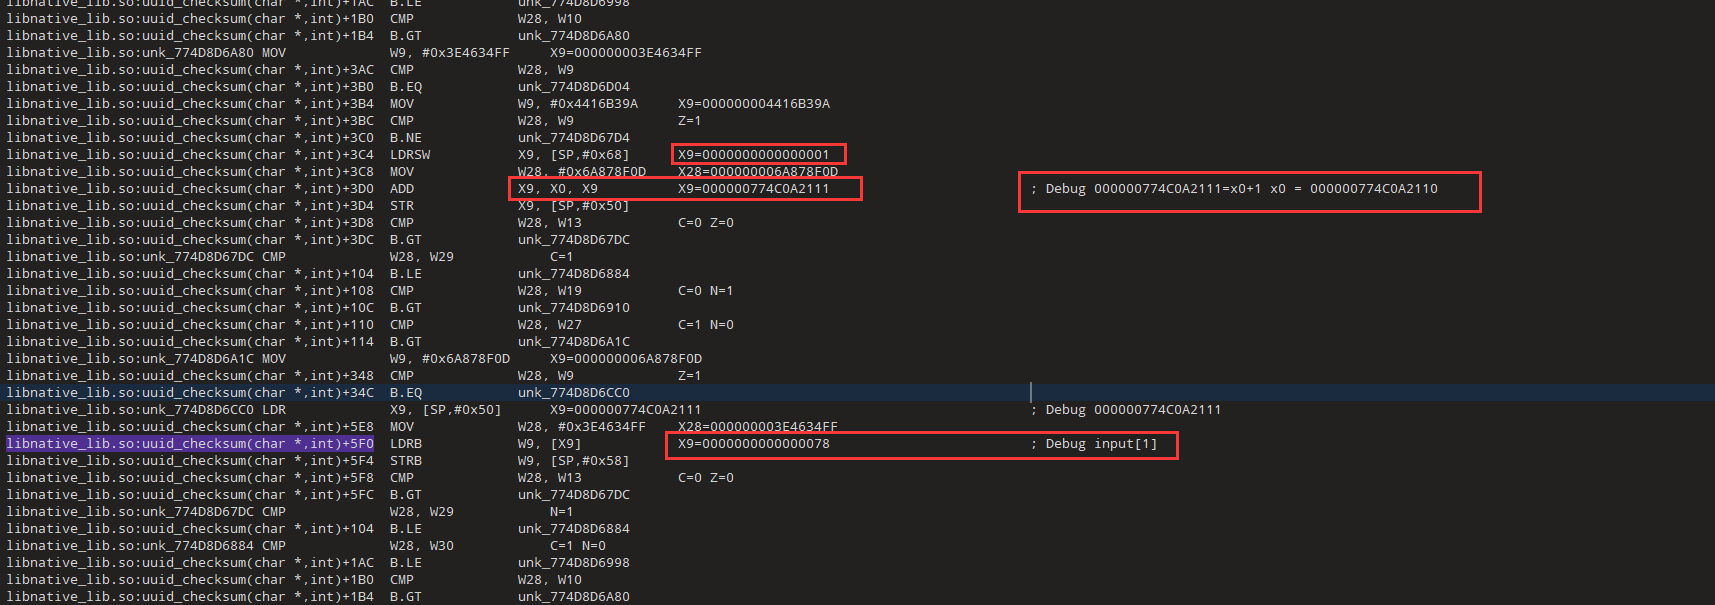 libnative_lib.so:uuid_checksum(char *,int)+1AC B.LE unk_774D8D6998
libnative_lib.so:uuid_checksum(char *,int)+1B0 CMP W28, W10
libnative_lib.so:uuid_checksum(char *,int)+1B4 B.GT unk_774D8D6A80
libnative_lib.so:unk_774D8D6A80 MOV W9, #0x3E4634FF X9=000000003E4634FF
libnative_lib.so:uuid_checksum(char *,int)+3AC CMP W28, W9
libnative_lib.so:uuid_checksum(char *,int)+3B0 B.EQ unk_774D8D6D04
libnative_lib.so:uuid_checksum(char *,int)+3B4 MOV W9, #0x4416B39A X9=000000004416B39A
libnative_lib.so:uuid_checksum(char *,int)+3BC CMP W28, W9 Z=1
libnative_lib.so:uuid_checksum(char *,int)+3C0 B.NE unk_774D8D67D4
libnative_lib.so:uuid_checksum(char *,int)+3C4 LDRSW X9, [SP,#0x68] X9=0000000000000001
libnative_lib.so:uuid_checksum(char *,int)+3C8 MOV W28, #0x6A878F0D X28=000000006A878F0D
libnative_lib.so:uuid_checksum(char *,int)+3D0 ADD X9, X0, X9 X9=000000774C0A2111 ; Debug 000000774C0A2111=x0+1 x0 = 000000774C0A2110
libnative_lib.so:uuid_checksum(char *,int)+3D4 STR X9, [SP,#0x50]
libnative_lib.so:uuid_checksum(char *,int)+3D8 CMP W28, W13 C=0 Z=0
libnative_lib.so:uuid_checksum(char *,int)+3DC B.GT unk_774D8D67DC
libnative_lib.so:unk_774D8D67DC CMP W28, W29 C=1
libnative_lib.so:uuid_checksum(char *,int)+104 B.LE unk_774D8D6884
libnative_lib.so:uuid_checksum(char *,int)+108 CMP W28, W19 C=0 N=1
libnative_lib.so:uuid_checksum(char *,int)+10C B.GT unk_774D8D6910
libnative_lib.so:uuid_checksum(char *,int)+110 CMP W28, W27 C=1 N=0
libnative_lib.so:uuid_checksum(char *,int)+114 B.GT unk_774D8D6A1C
libnative_lib.so:unk_774D8D6A1C MOV W9, #0x6A878F0D X9=000000006A878F0D
libnative_lib.so:uuid_checksum(char *,int)+348 CMP W28, W9 Z=1
libnative_lib.so:uuid_checksum(char *,int)+34C B.EQ unk_774D8D6CC0
libnative_lib.so:unk_774D8D6CC0 LDR X9, [SP,#0x50] X9=000000774C0A2111 ; Debug 000000774C0A2111
libnative_lib.so:uuid_checksum(char *,int)+5E8 MOV W28, #0x3E4634FF X28=000000003E4634FF
libnative_lib.so:uuid_checksum(char *,int)+5F0 LDRB W9, [X9] X9=0000000000000078 ; Debug input[1]
libnative_lib.so:uuid_checksum(char *,int)+5F4 STRB W9, [SP,#0x58]
libnative_lib.so:uuid_checksum(char *,int)+5F8 CMP W28, W13 C=0 Z=0
libnative_lib.so:uuid_checksum(char *,int)+5FC B.GT unk_774D8D67DC
libnative_lib.so:unk_774D8D67DC CMP W28, W29 N=1
libnative_lib.so:uuid_checksum(char *,int)+104 B.LE unk_774D8D6884
libnative_lib.so:unk_774D8D6884 CMP W28, W30 C=1 N=0
libnative_lib.so:uuid_checksum(char *,int)+1AC B.LE unk_774D8D6998
libnative_lib.so:uuid_checksum(char *,int)+1B0 CMP W28, W10
libnative_lib.so:uuid_checksum(char *,int)+1B4 B.GT unk_774D8D6A80